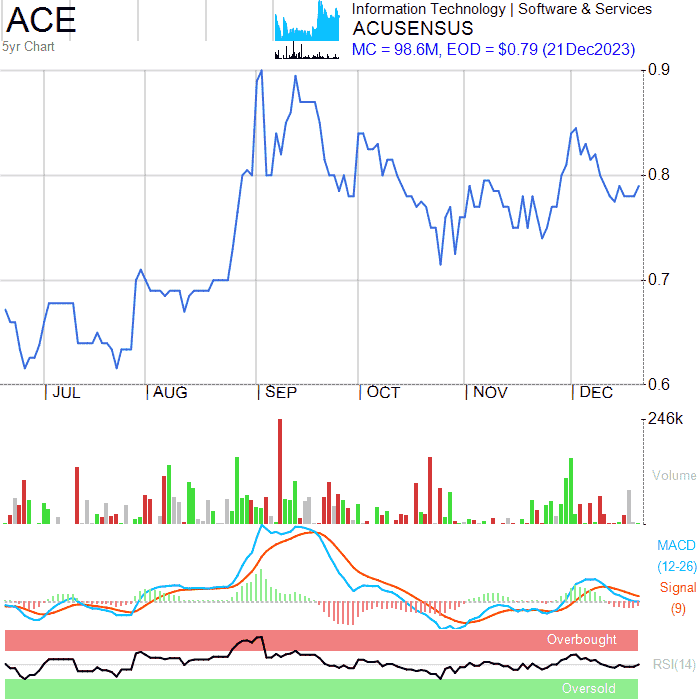 ACE
5yr Chart
Information Technology | Software & Services
ACUSENSUS
MC = 98.6M, EOD = $0.79 (21Dec2023)
0.9
0.8
0.7
0.6
| JUL | AUG | SEP | OCT | NOV | DEC
246k
Volume
MACD
(12-26)
Signal
(9)
Overbought
RSI(14)
Oversold